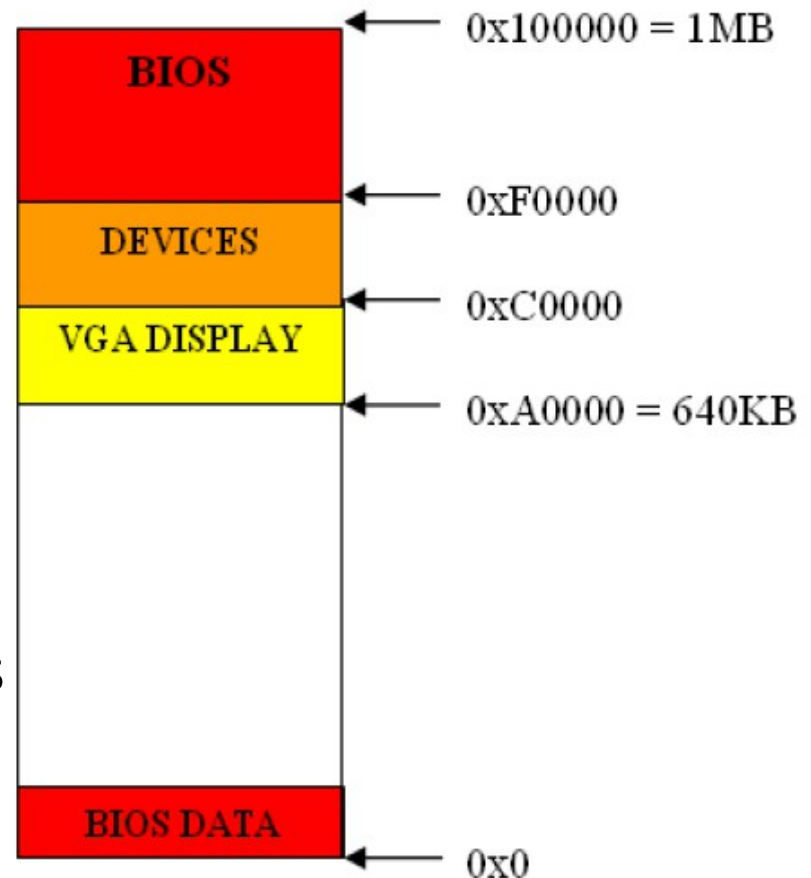 0x100000 = 1MB
BIOS
0xF0000
DEVICES
0xC0000
VGA DISPLAY
0xA0000 = 640KB
BIOS DATA
0x0